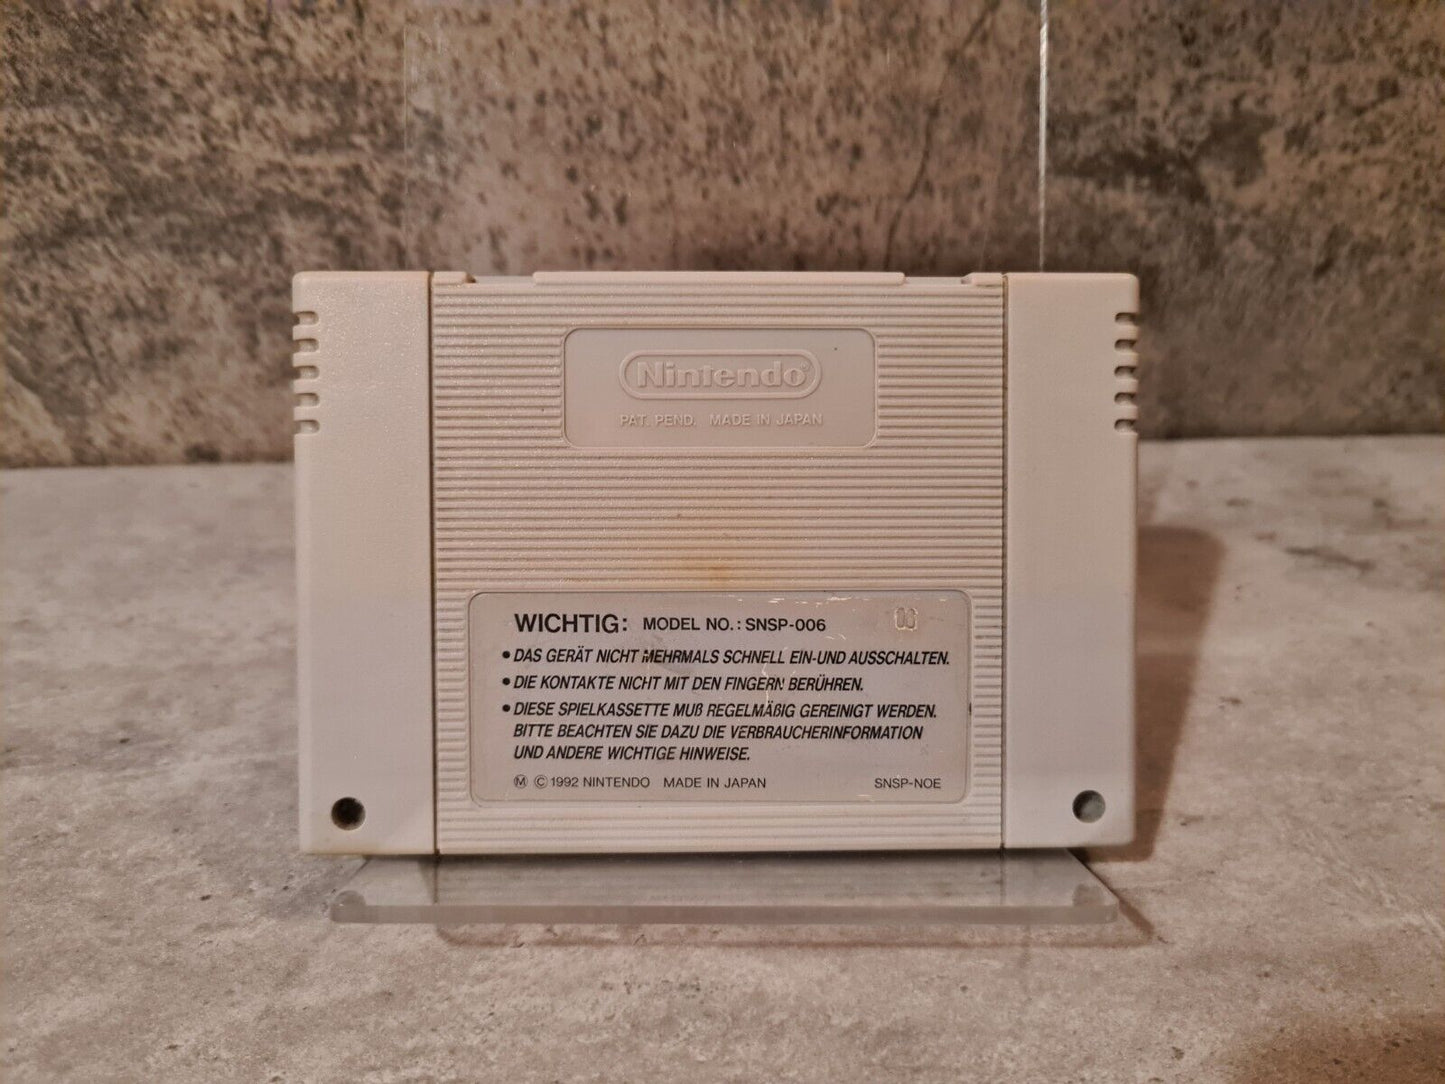 Nintendo®
PAT. PEND. MADE IN JAPAN
WICHTIG: MODEL NO.: SNSP-006
• DAS GERÄT NICHT MEHRMALS SCHNELL EIN-UND AUSSCHALTEN.
• DIE KONTAKTE NICHT MIT DEN FINGERN BERÜHREN.
• DIESE SPIELKASSETTE MUß REGELMÄßIG GEREINIGT WERDEN.
BITTE BEACHTEN SIE DAZU DIE VERBRAUCHERINFORMATION
UND ANDERE WICHTIGE HINWEISE.
Ⓜ © 1992 NINTENDO MADE IN JAPAN SNSP-NOE